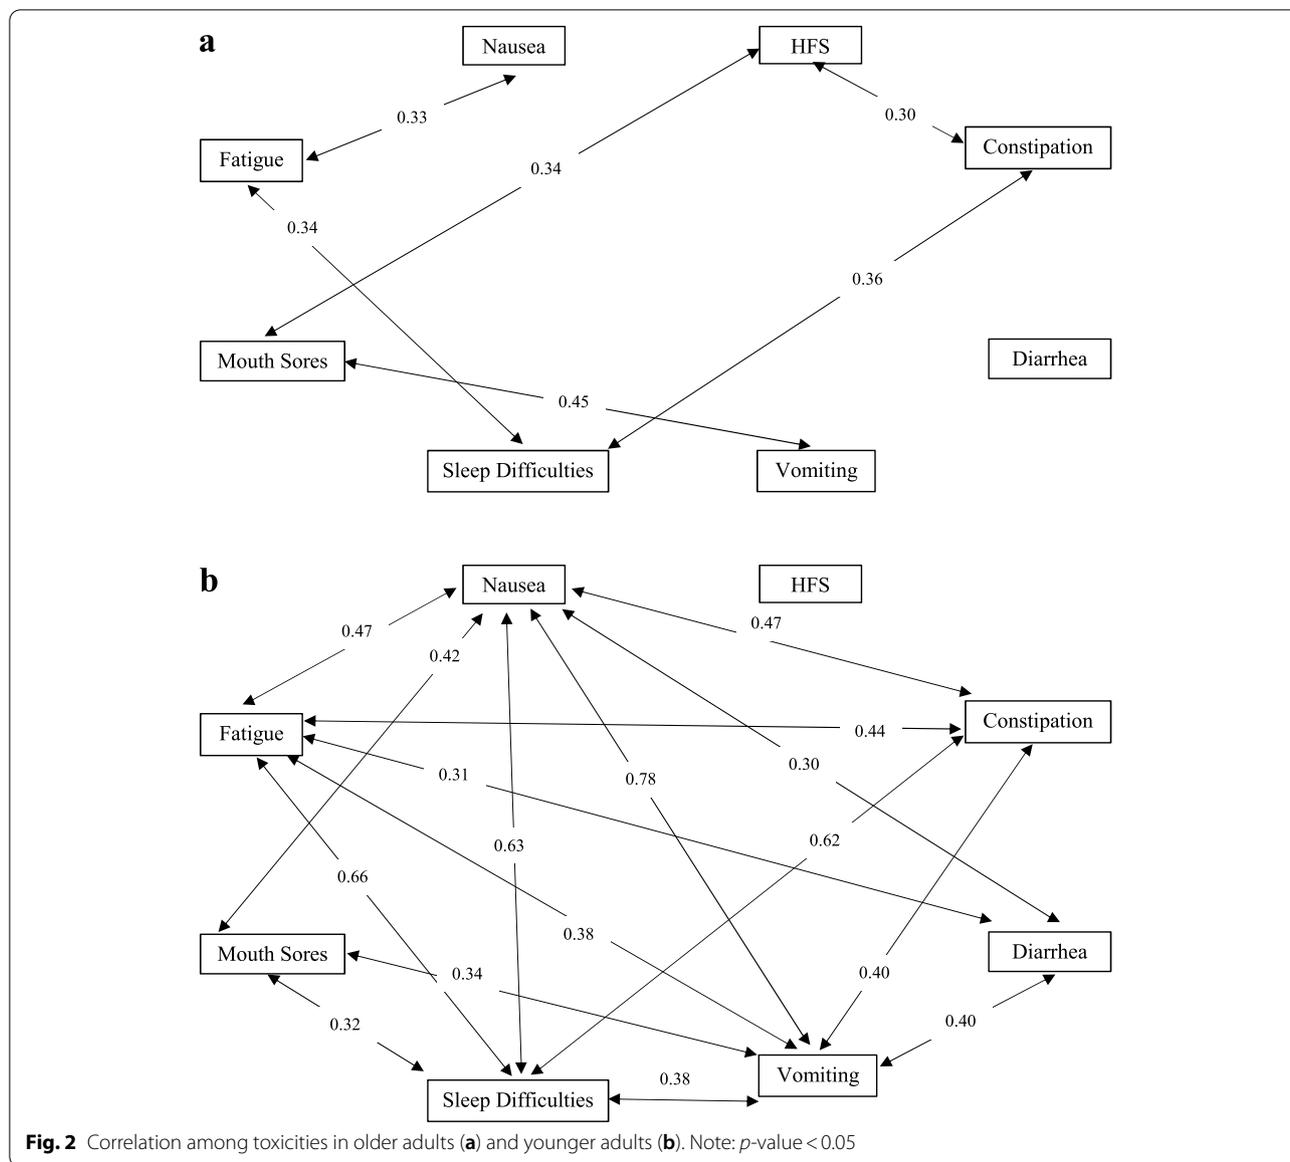 a
Nausea
HFS
0.33
0.30
Fatigue
Constipation
0.34
0.34
0.36
Mouth Sores
Diarrhea
0.45
Sleep Difficulties
Vomiting
b
Nausea
HFS
0.47
0.47
0.42
Fatigue
Constipation
0.44
0.31
0.78
0.30
0.63
0.62
0.66
0.38
Mouth Sores
Diarrhea
0.34
0.40
0.32
0.40
Vomiting
0.38
Sleep Difficulties
Fig. 2 Correlation among toxicities in older adults (a) and younger adults (b). Note: p-value < 0.05